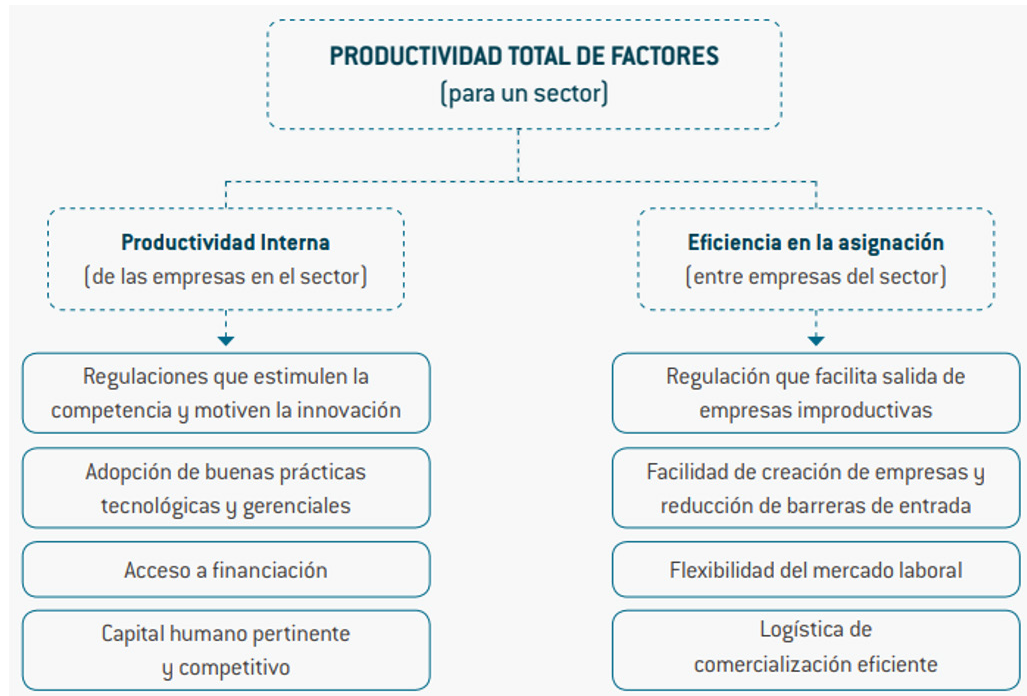 PRODUCTIVIDAD TOTAL DE FACTORES
(para un sector)
Productividad Interna
(de las empresas en el sector)
Regulaciones que estimulen la
competencia y motiven la innovación
Adopción de buenas prácticas
tecnológicas y gerenciales
Acceso a financiación
Capital humano pertinente
y competitivo
Eficiencia en la asignación
(entre empresas del sector)
Regulación que facilita salida de
empresas improductivas
Facilidad de creación de empresas y
reducción de barreras de entrada
Flexibilidad del mercado laboral
Logística de
comercialización eficiente